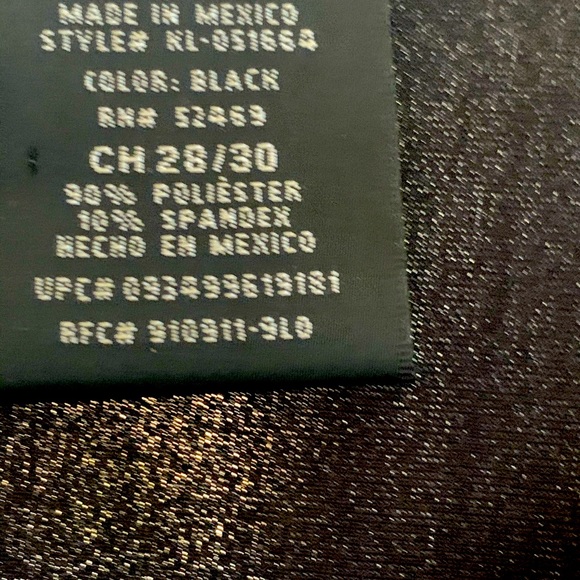 MADE IN MEXICO
STYLE# KL-051664
COLOR: BLACK
RN# 52469
CH 28/30
90% POLIÉSTER
10% SPANDEX
HECHO EN MEXICO
UPC# 093499619181
RFC# 910911-9L0